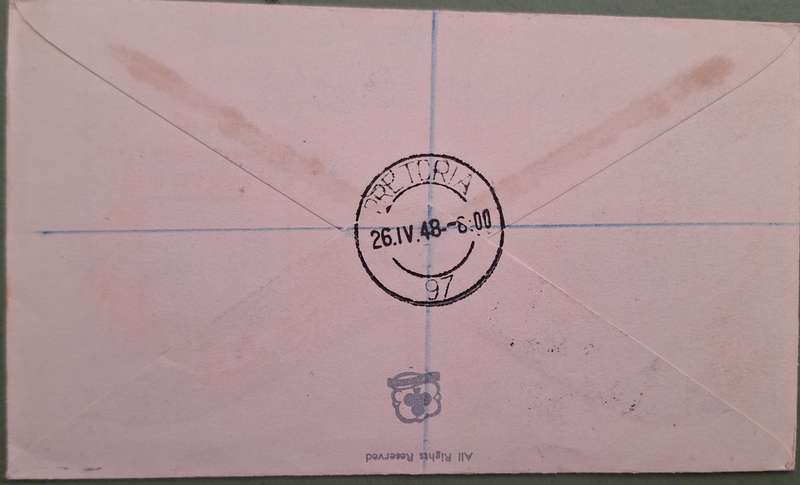 PRETORIA
26.IV.48-6.00
97
All Rights Reserved